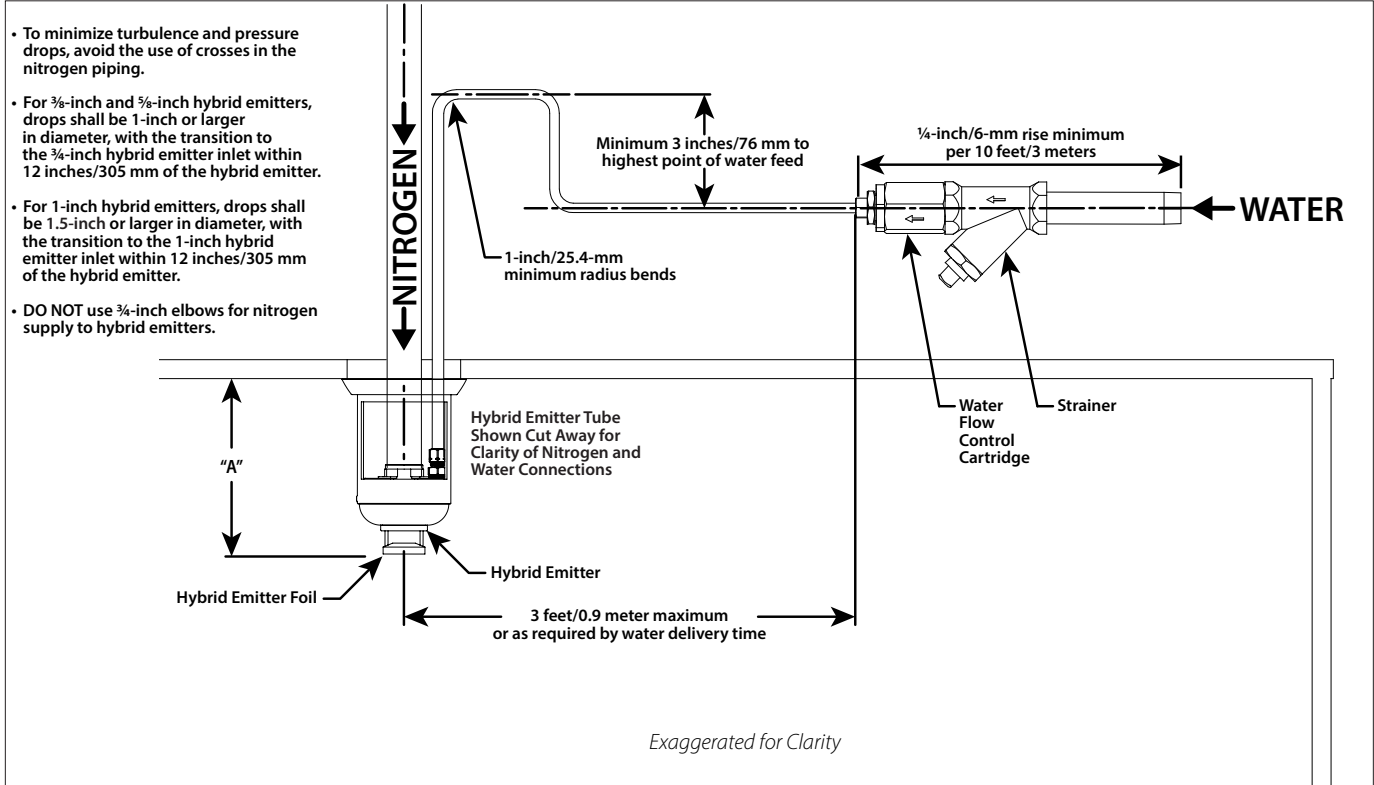 • To minimize turbulence and pressure
drops, avoid the use of crosses in the
nitrogen piping.
• For ⅜-inch and ⅝-inch hybrid emitters,
drops shall be 1-inch or larger
in diameter, with the transition to
the ¾-inch hybrid emitter inlet within
12 inches/305 mm of the hybrid emitter.
• For 1-inch hybrid emitters, drops shall
be 1.5-inch or larger in diameter, with
the transition to the 1-inch hybrid
emitter inlet within 12 inches/305 mm
of the hybrid emitter.
• DO NOT use ¾-inch elbows for nitrogen
supply to hybrid emitters.
NITROGEN
Minimum 3 inches/76 mm to
highest point of water feed
¼-inch/6-mm rise minimum
per 10 feet/3 meters
WATER
1-inch/25.4-mm
minimum radius bends
Water
Flow
Control
Cartridge
Strainer
Hybrid Emitter Tube
Shown Cut Away for
Clarity of Nitrogen and
Water Connections
"A"
Hybrid Emitter
Hybrid Emitter Foil
3 feet/0.9 meter maximum
or as required by water delivery time
Exaggerated for Clarity